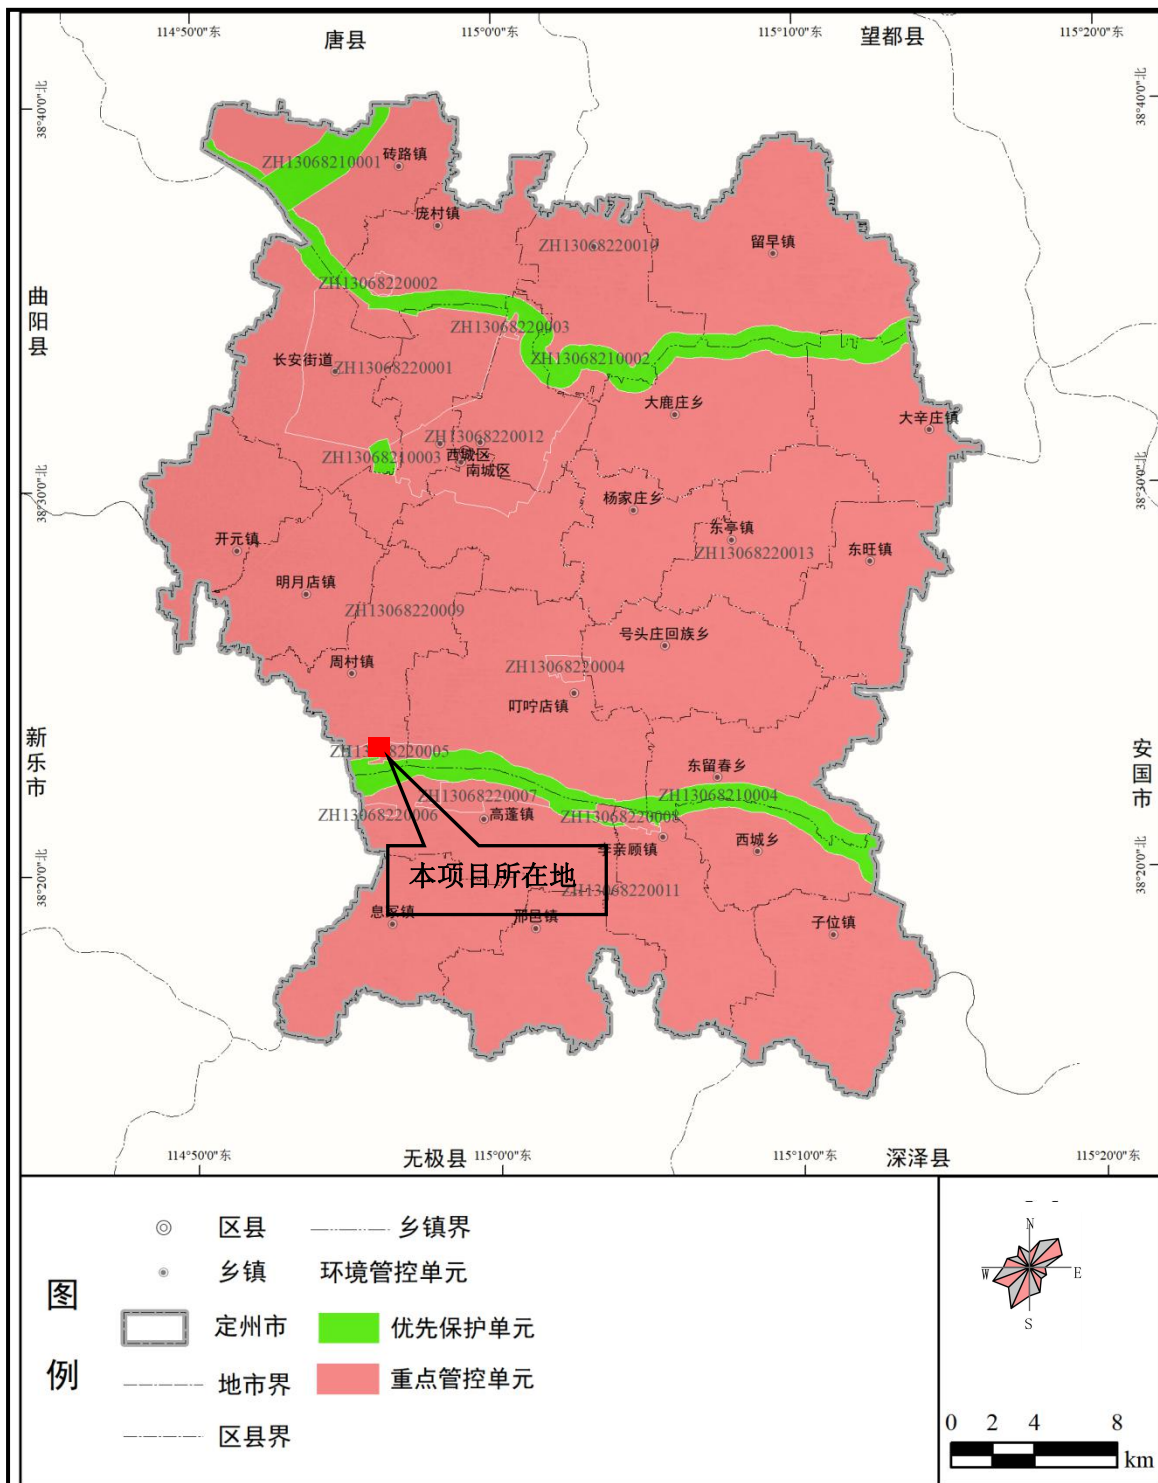 114°50'0"东
115°0'0"东
115°10'0"东
115°20'0"东
唐县
望都县
38°40'0"北
38°40'0"北
砖路镇
ZH13068210001
庞村镇
ZH13068220010
留早镇
ZH13068220002
曲阳县
ZH13068220003
长安街道
ZH13068220001
ZH13068210002
大鹿庄乡
大辛庄镇
ZH13068220012
ZH13068210003
西城区
南城区
38°30'0"北
38°30'0"北
杨家庄乡
东亭镇
ZH13068220013
东旺镇
开元镇
明月店镇
ZH13068220009
号头庄回族乡
周村镇
ZH13068220004
叮咛店镇
新乐市
安国市
ZH13068220005
东留春乡
ZH13068220007
ZH13068210004
ZH13068220006
高蓬镇
ZH13068220008
李亲顾镇
西城乡
38°20'0"北
38°20'0"北
本项目所在地
ZH13068220011
息冢镇
邢邑镇
子位镇
114°50'0"东
无极县
115°0'0"东
115°10'0"东
深泽县
115°20'0"东
图例
区县
乡镇界
乡镇
环境管控单元
定州市
优先保护单元
地市界
重点管控单元
区县界
N
W
E
S
0 2 4 8
km